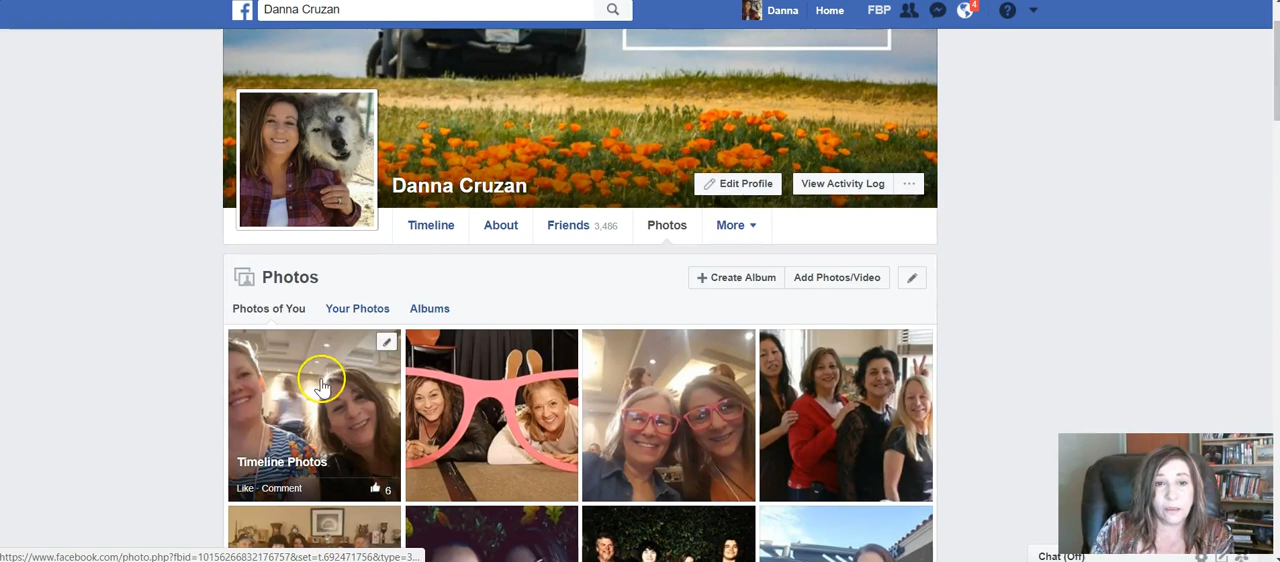 Danna Cruzan
Danna Home FBP 4
Danna Cruzan
Edit Profile View Activity Log ...
Timeline About Friends 3,486 Photos More
Photos
+ Create Album Add Photos/Video
Photos of You Your Photos Albums
Timeline Photos
Like · Comment 6
https://www.facebook.com/photo.php?fbid=10156266832176757&set=t.692471756&type=3...
Chat (Off)